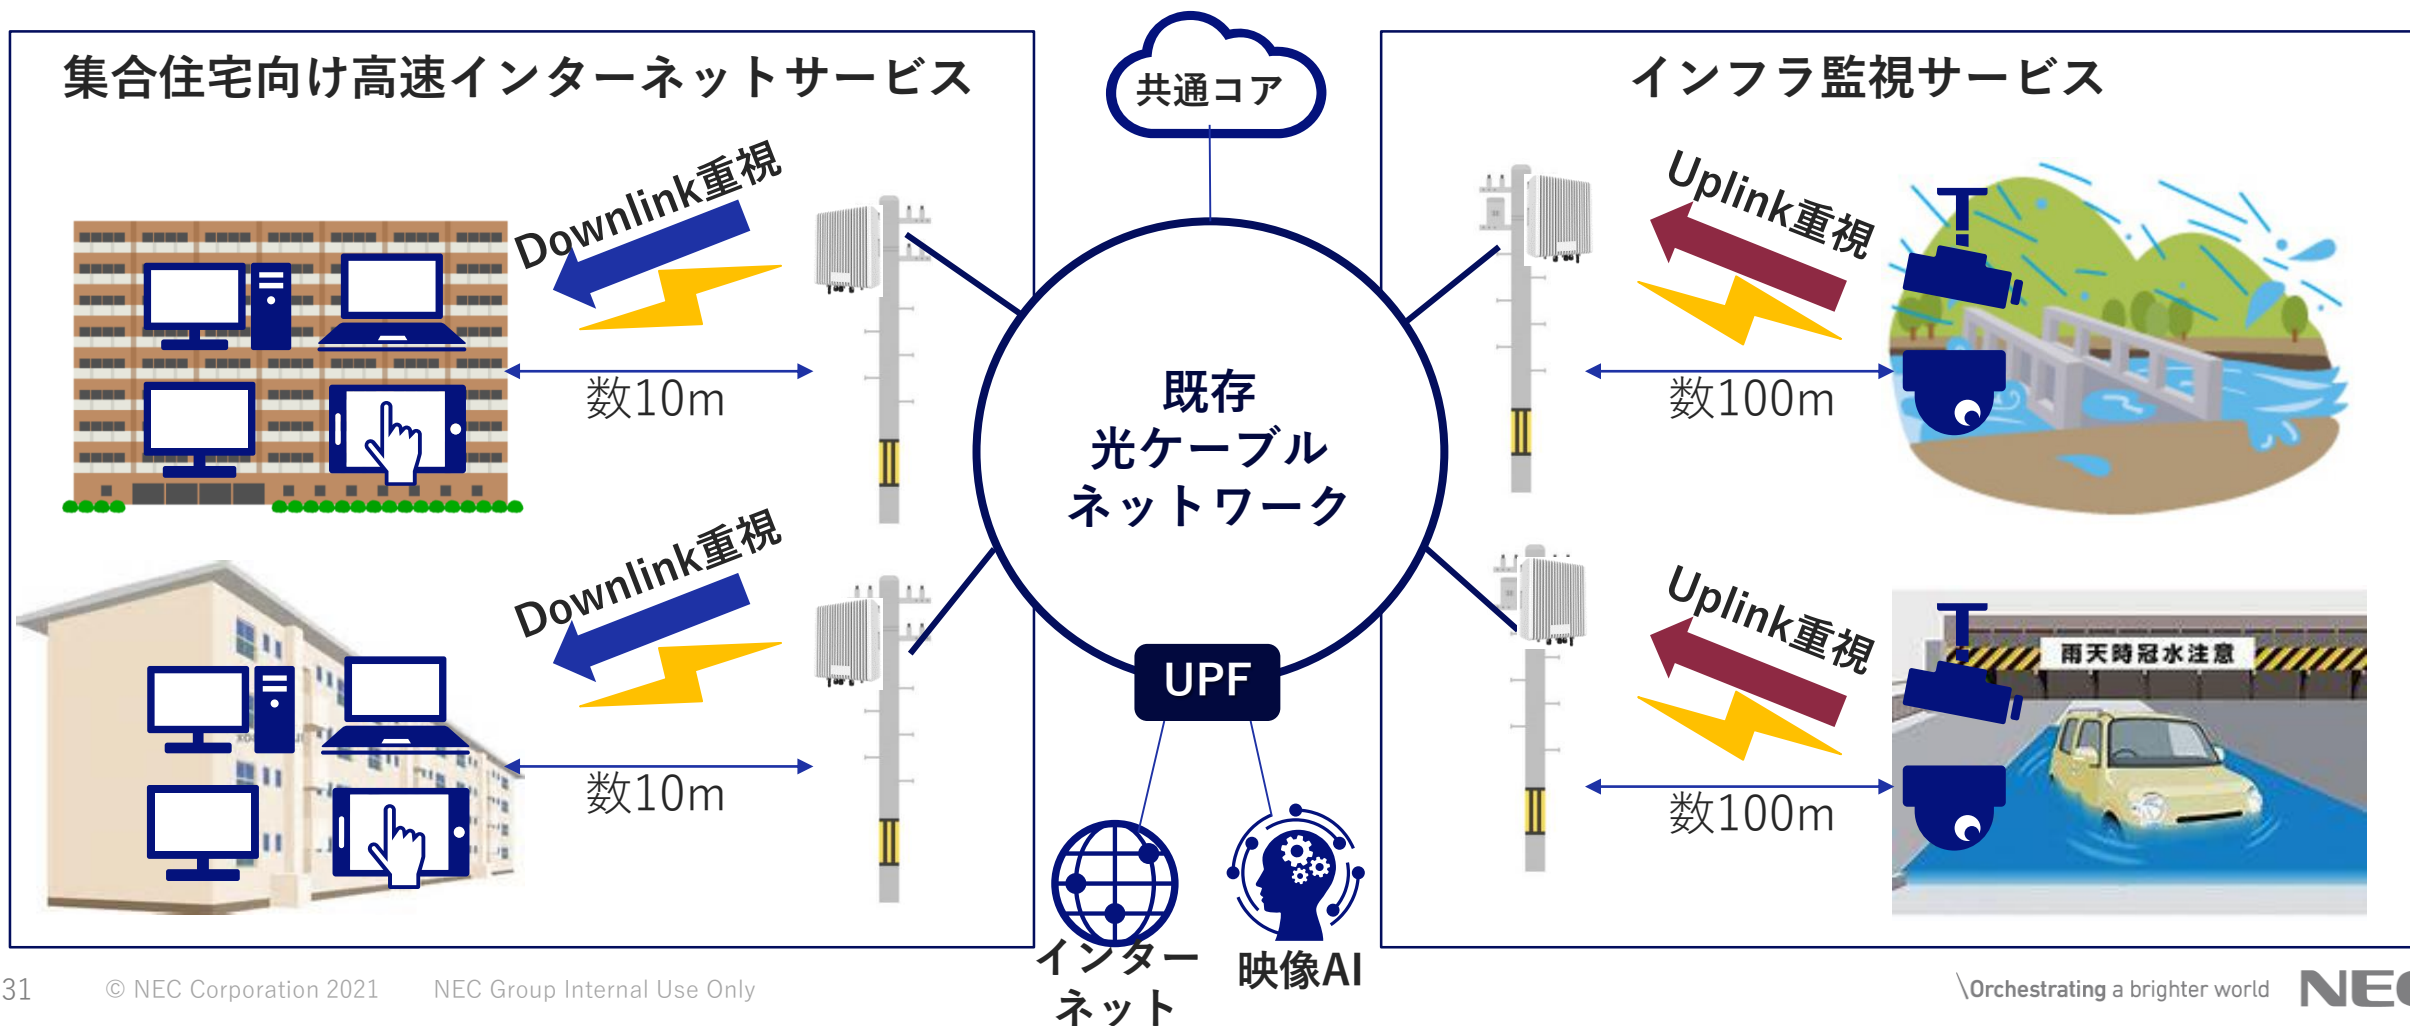 集合住宅向け高速インターネットサービス
共通コア
インフラ監視サービス
Downlink重視
数10m
Downlink重視
数10m
既存
光ケーブル
ネットワーク
UPF
インター
ネット
映像AI
Uplink重視
数100m
Uplink重視
雨天時冠水注意
数100m
31
© NEC Corporation 2021
NEC Group Internal Use Only
\Orchestrating a brighter world
NEC